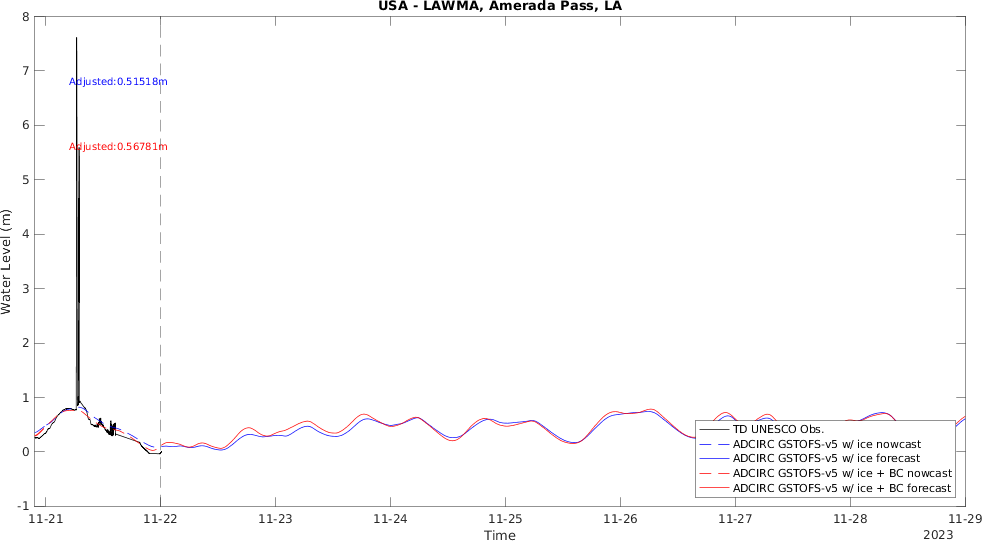 USA - LAWMA, Amerada Pass, LA
8
7
6
5
4
3
2
1
0
-1
Water Level (m)
Adjusted:0.51518m
Adjusted:0.56781m
TD UNESCO Obs.
ADCIRC GSTOFS-v5 w/ ice nowcast
ADCIRC GSTOFS-v5 w/ ice forecast
ADCIRC GSTOFS-v5 w/ ice + BC nowcast
ADCIRC GSTOFS-v5 w/ ice + BC forecast
11-21 11-22 11-23 11-24 11-25 11-26 11-27 11-28 11-29
Time
2023